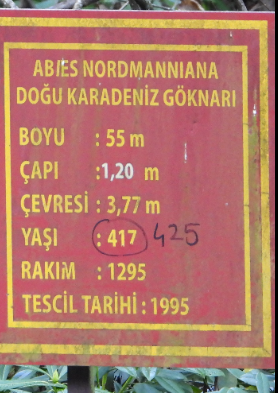 ABIES NORDMANNIANA
DOĞU KARADENİZ GÖKNARI
BOYU : 55 m
ÇAPI :1,20 m
ÇEVRESİ : 3,77 m
YAŞI : 417 425
RAKIM : 1295
TESCİL TARİHİ : 1995